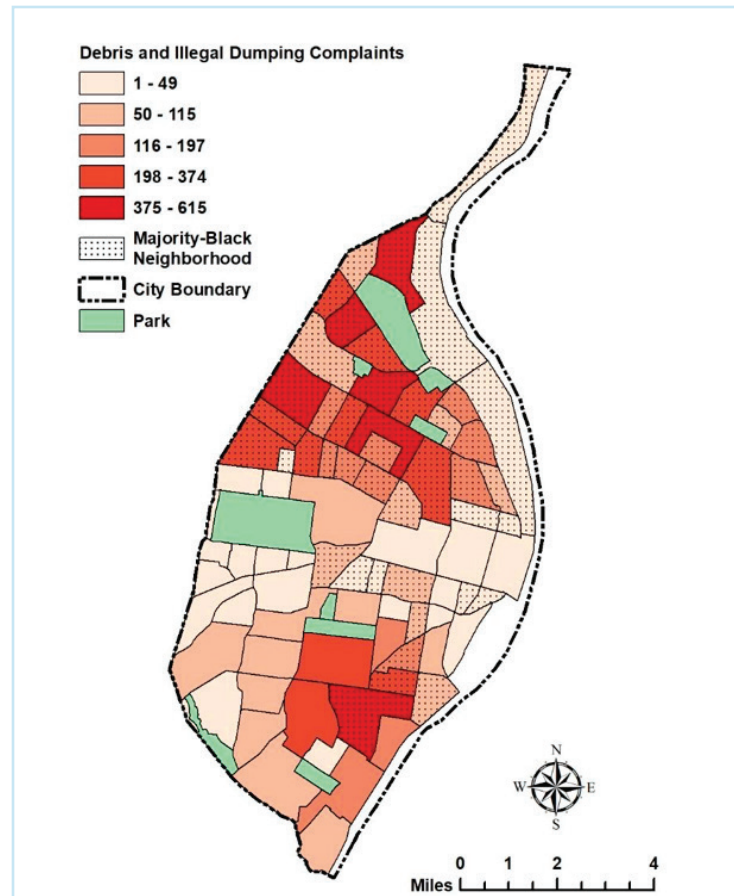 Debris and Illegal Dumping Complaints
1 - 49
50 - 115
116 - 197
198 - 374
375 - 615
Majority-Black
Neighborhood
City Boundary
Park
N
W E
S
0 1 2 4
Miles